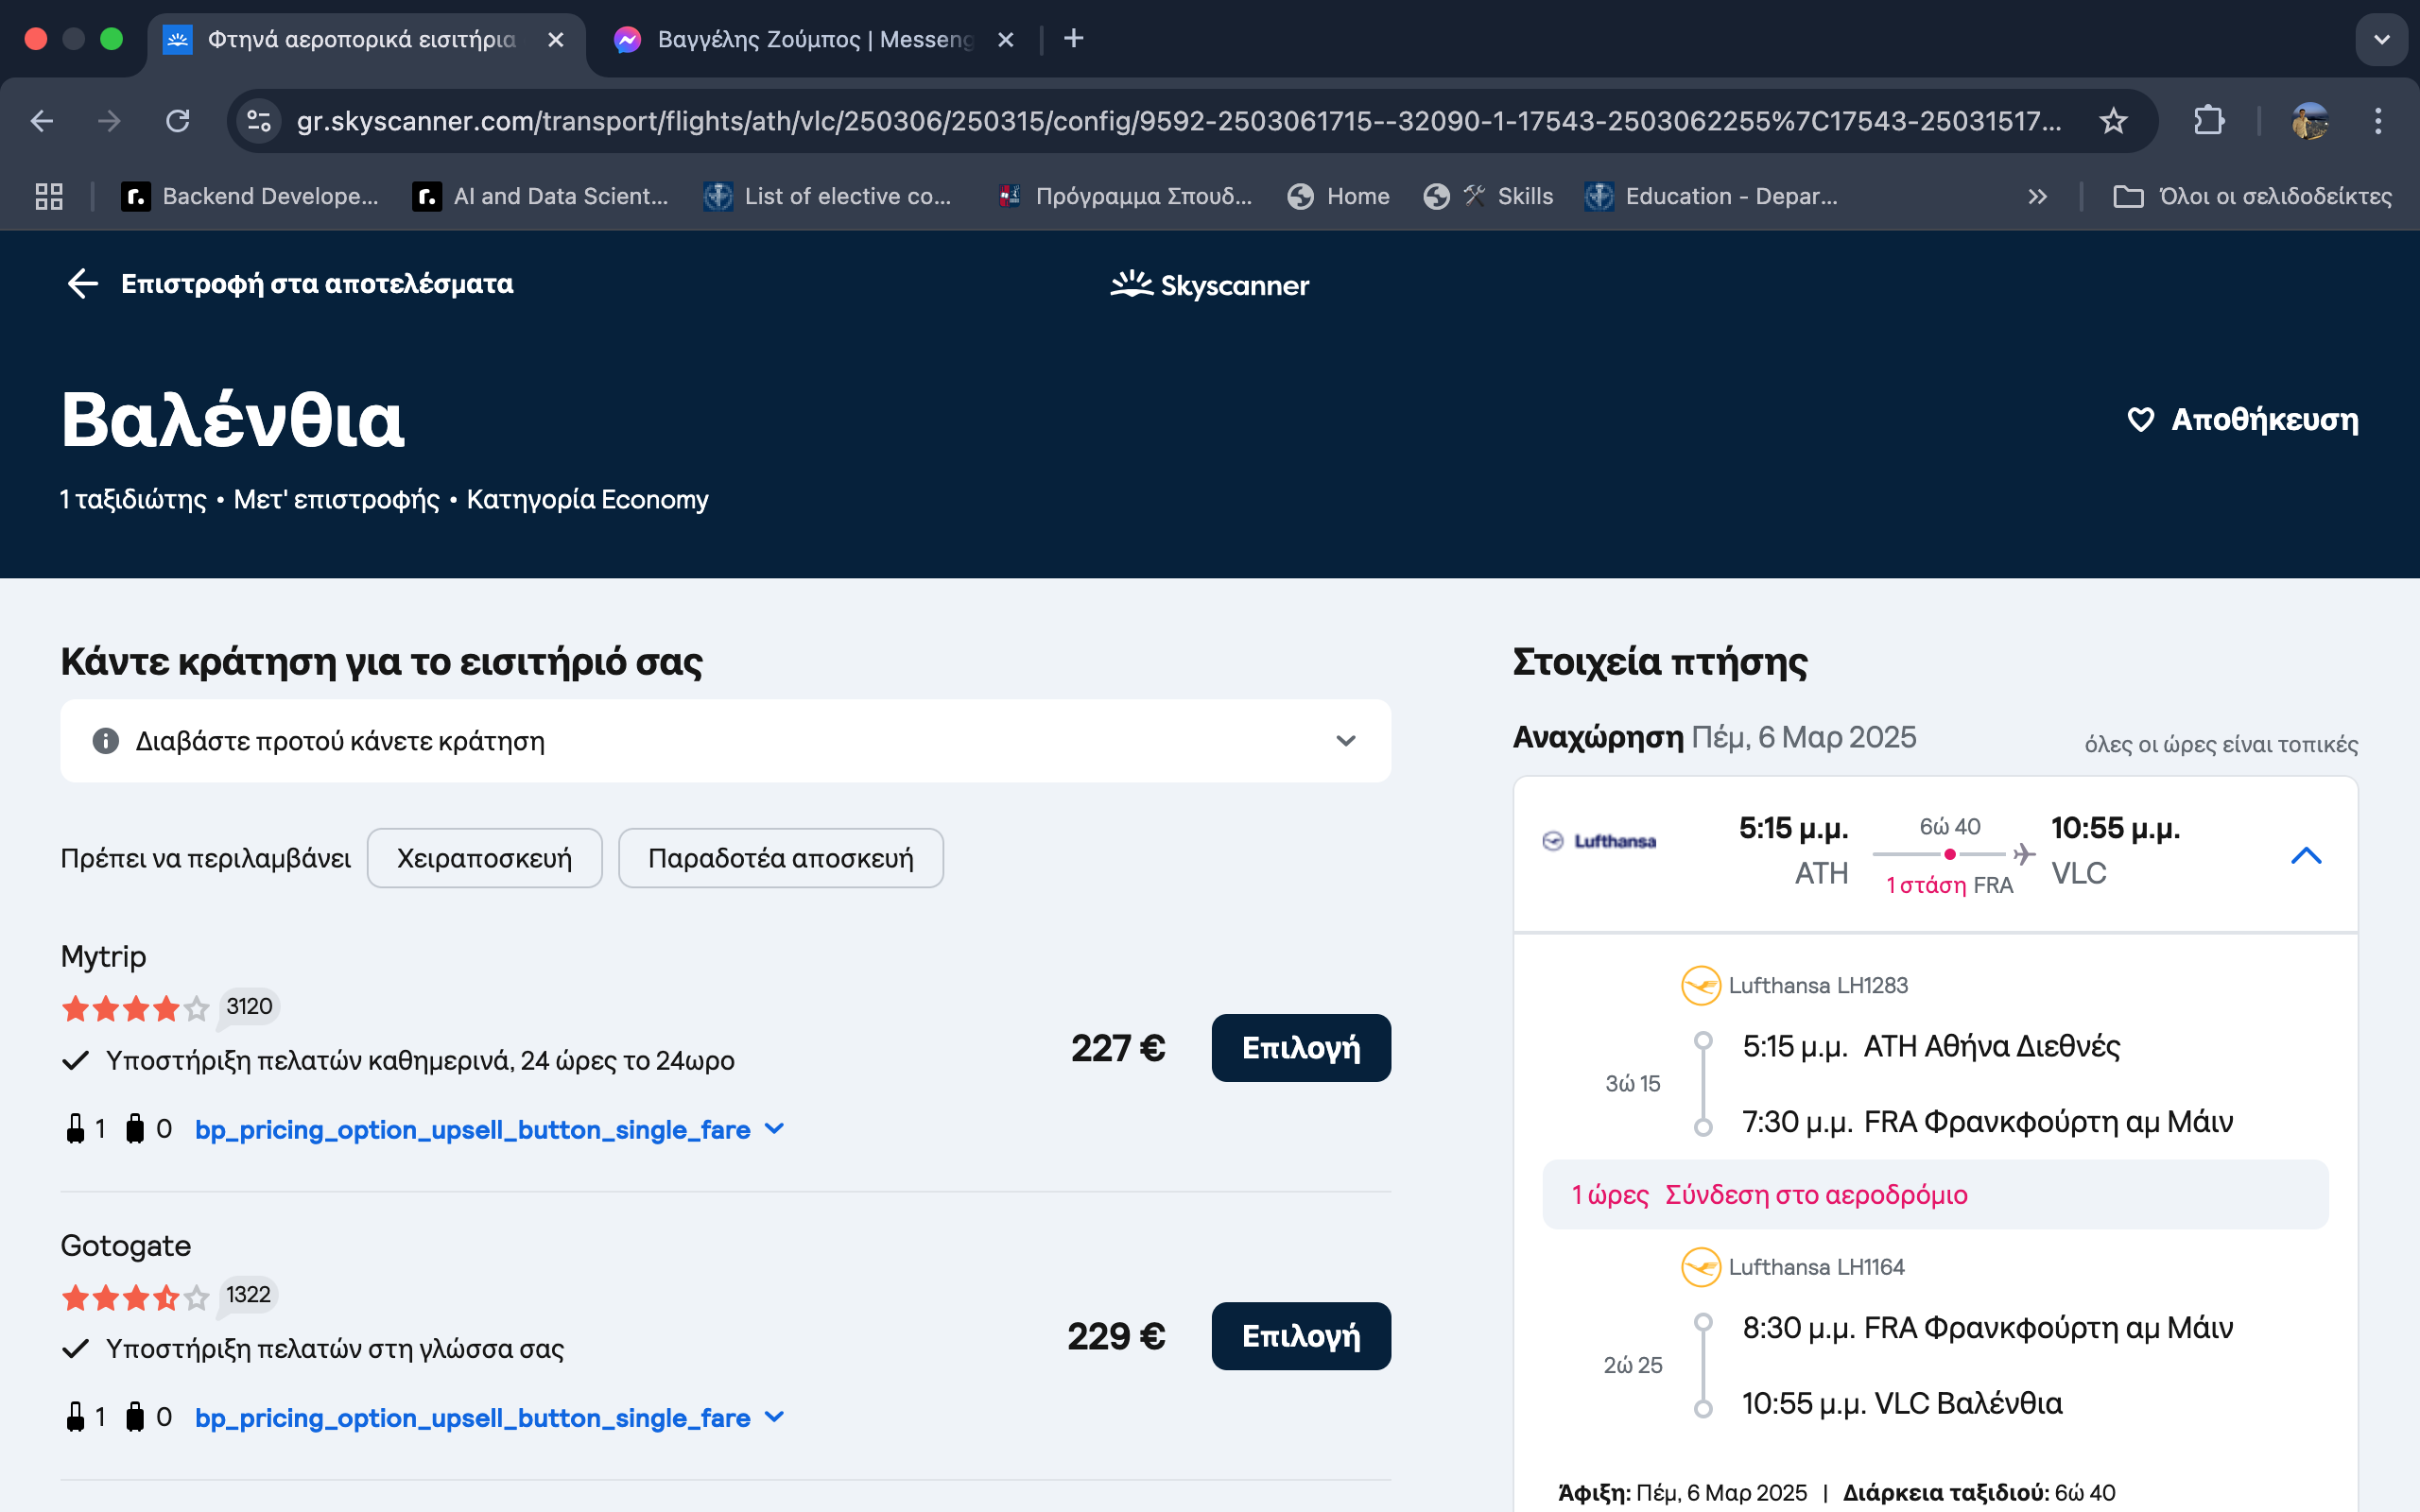 Φτηνά αεροπορικά εισιτήρια
Βαγγέλης Ζούμπος | Messeng
gr.skyscanner.com/transport/flights/ath/vlc/250306/250315/config/9592-2503061715--32090-1-17543-2503062255%7C17543-25031517...
Backend Develope...
AI and Data Scient...
List of elective co...
Πρόγραμμα Σπουδ...
Home
Skills
Education - Depar...
Όλοι οι σελιδοδείκτες
Επιστροφή στα αποτελέσματα
Skyscanner
Βαλένθια
Αποθήκευση
1 ταξιδιώτης • Μετ' επιστροφής • Κατηγορία Economy
Κάντε κράτηση για το εισιτήριό σας
Διαβάστε προτού κάνετε κράτηση
Πρέπει να περιλαμβάνει
Χειραποσκευή
Παραδοτέα αποσκευή
Mytrip
3120
Υποστήριξη πελατών καθημερινά, 24 ώρες το 24ωρο
1 0 bp_pricing_option_upsell_button_single_fare
227 €
Επιλογή
Gotogate
1322
Υποστήριξη πελατών στη γλώσσα σας
1 0 bp_pricing_option_upsell_button_single_fare
229 €
Επιλογή
Στοιχεία πτήσης
Αναχώρηση Πέμ, 6 Μαρ 2025
όλες οι ώρες είναι τοπικές
Lufthansa
5:15 μ.μ.
ATH
6ώ 40
1 στάση FRA
10:55 μ.μ.
VLC
Lufthansa LH1283
5:15 μ.μ. ATH Αθήνα Διεθνές
3ώ 15
7:30 μ.μ. FRA Φρανκφούρτη αμ Μάιν
1 ώρες Σύνδεση στο αεροδρόμιο
Lufthansa LH1164
8:30 μ.μ. FRA Φρανκφούρτη αμ Μάιν
2ώ 25
10:55 μ.μ. VLC Βαλένθια
Άφιξη: Πέμ, 6 Μαρ 2025 | Διάρκεια ταξιδιού: 6ώ 40